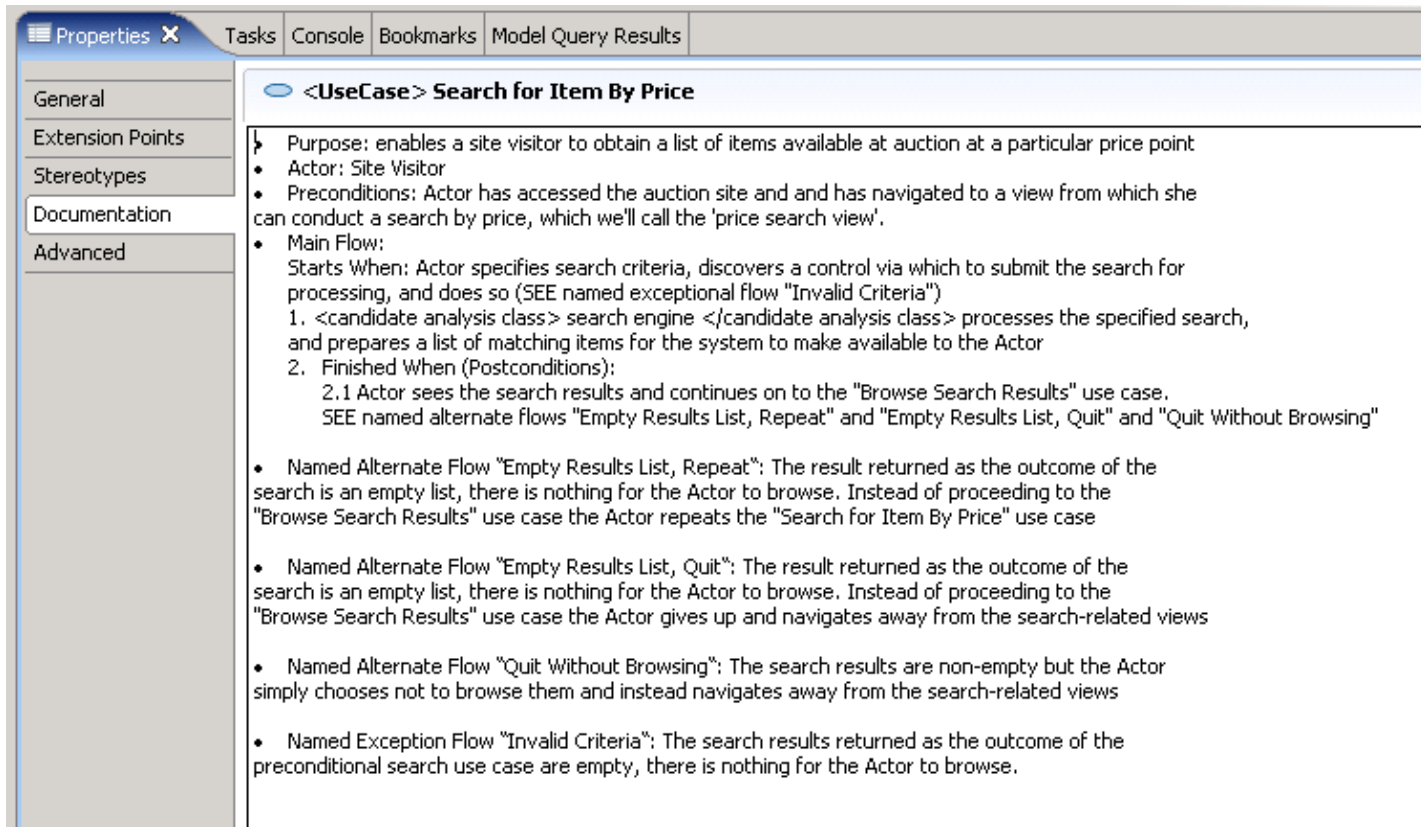 Properties Tasks Console Bookmarks Model Query Results
General
Extension Points
Stereotypes
Documentation
Advanced
<UseCase> Search for Item By Price
• Purpose: enables a site visitor to obtain a list of items available at auction at a particular price point
• Actor: Site Visitor
• Preconditions: Actor has accessed the auction site and and has navigated to a view from which she
can conduct a search by price, which we'll call the 'price search view'.
• Main Flow:
Starts When: Actor specifies search criteria, discovers a control via which to submit the search for
processing, and does so (SEE named exceptional flow "Invalid Criteria")
1. <candidate analysis class> search engine </candidate analysis class> processes the specified search,
and prepares a list of matching items for the system to make available to the Actor
2. Finished When (Postconditions):
2.1 Actor sees the search results and continues on to the "Browse Search Results" use case.
SEE named alternate flows "Empty Results List, Repeat" and "Empty Results List, Quit" and "Quit Without Browsing"
• Named Alternate Flow "Empty Results List, Repeat": The result returned as the outcome of the
search is an empty list, there is nothing for the Actor to browse. Instead of proceeding to the
"Browse Search Results" use case the Actor repeats the "Search for Item By Price" use case
• Named Alternate Flow "Empty Results List, Quit": The result returned as the outcome of the
search is an empty list, there is nothing for the Actor to browse. Instead of proceeding to the
"Browse Search Results" use case the Actor gives up and navigates away from the search-related views
• Named Alternate Flow "Quit Without Browsing": The search results are non-empty but the Actor
simply chooses not to browse them and instead navigates away from the search-related views
• Named Exception Flow "Invalid Criteria": The search results returned as the outcome of the
preconditional search use case are empty, there is nothing for the Actor to browse.